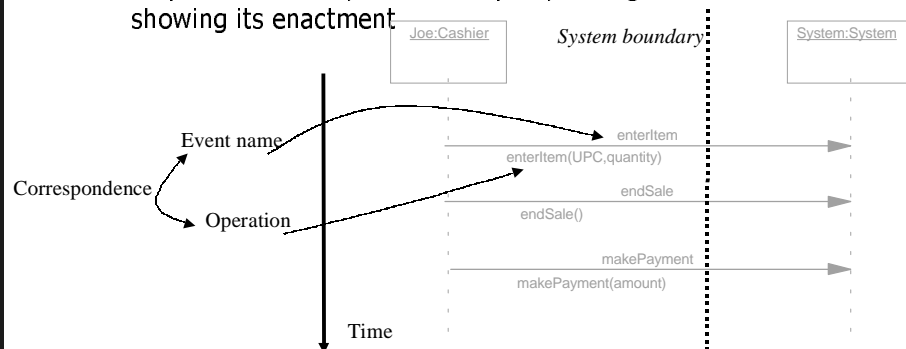 showing its enactment
Joe:Cashier
System boundary
System:System
Event name
enterItem
enterItem(UPC,quantity)
Correspondence
endSale
Operation
endSale()
makePayment
makePayment(amount)
Time